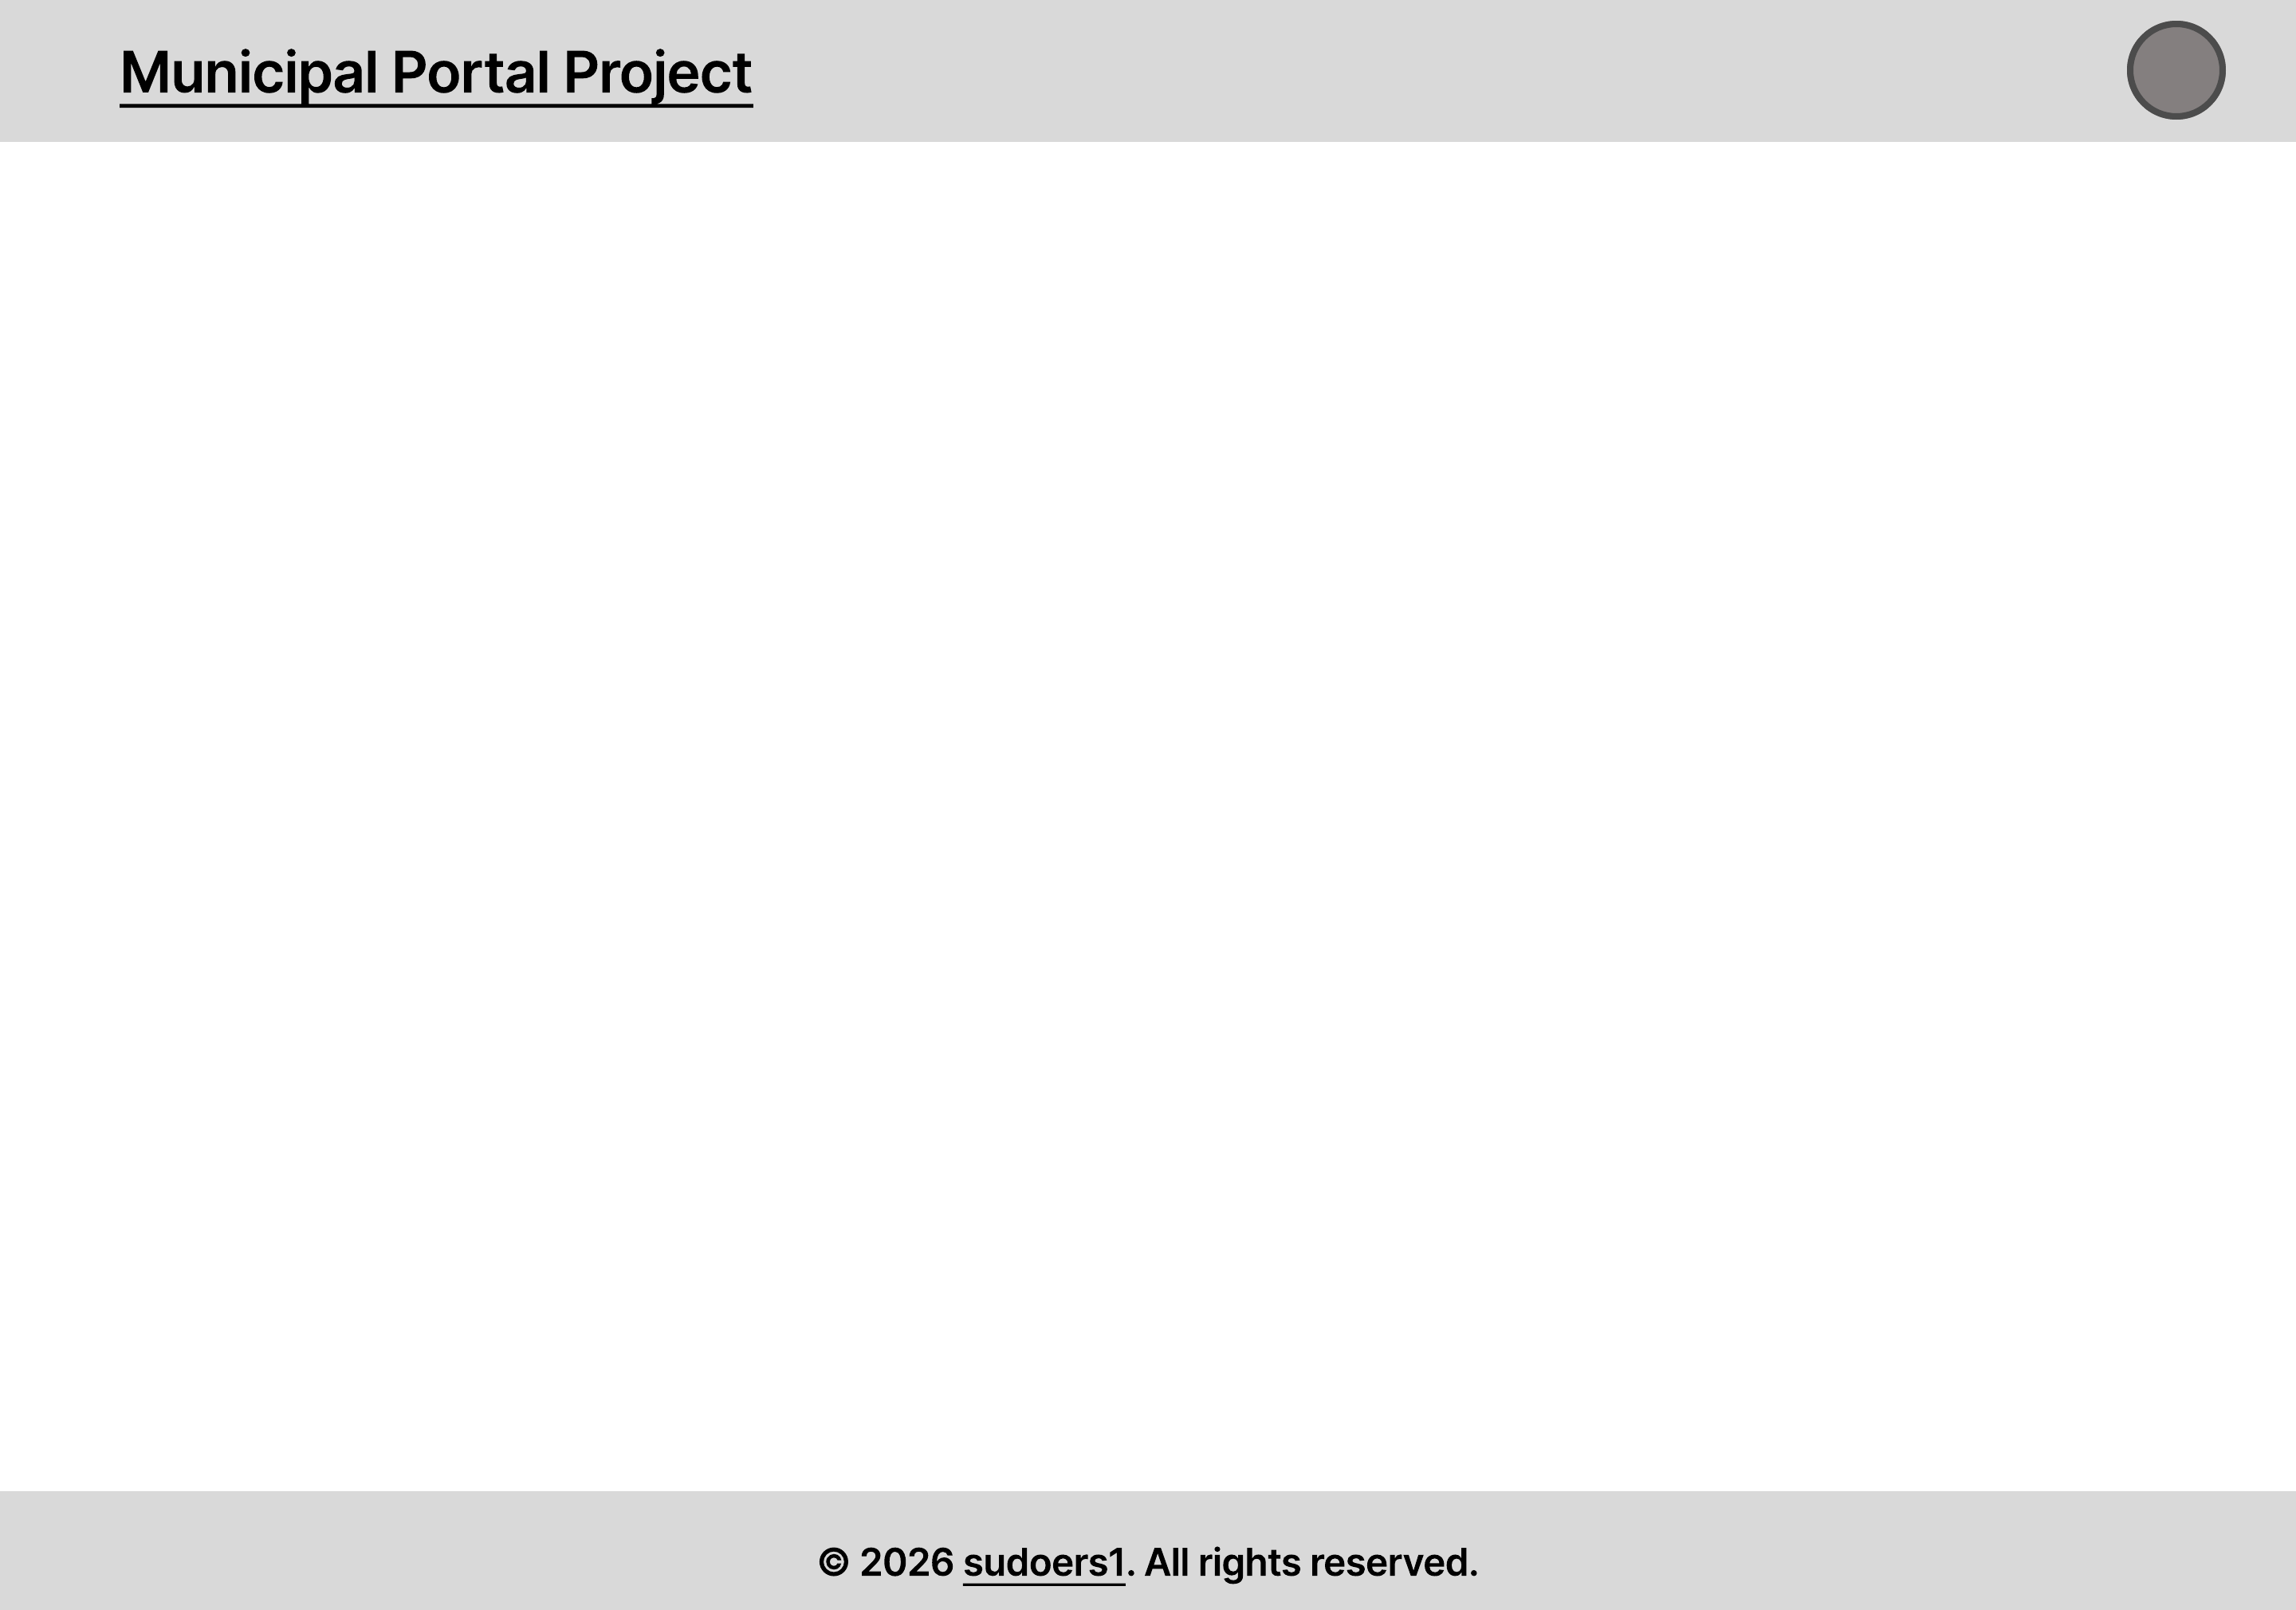 Municipal Portal Project
© 2026 sudoers1. All rights reserved.